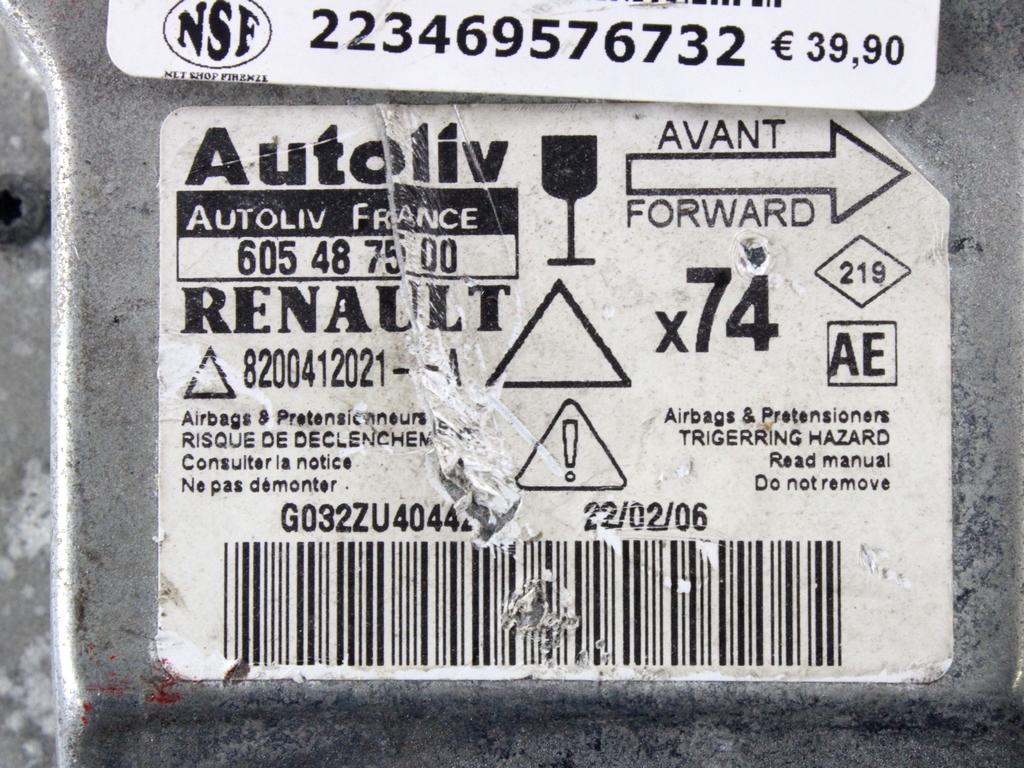 NSF
NET SHOP FIRENZE
223469576732 € 39,90
Autoliv
AUTOLIV FRANCE
605 48 75 00
RENAULT
8200412021- -A
Airbags & Pretensionneurs
RISQUE DE
Consulter la notice
Ne pas démonter .
AVANT
FORWARD
x74
219
AE
Airbags & Pretensioners
TRIGERRING HAZARD
Read manual
Do not remove
22/02/06